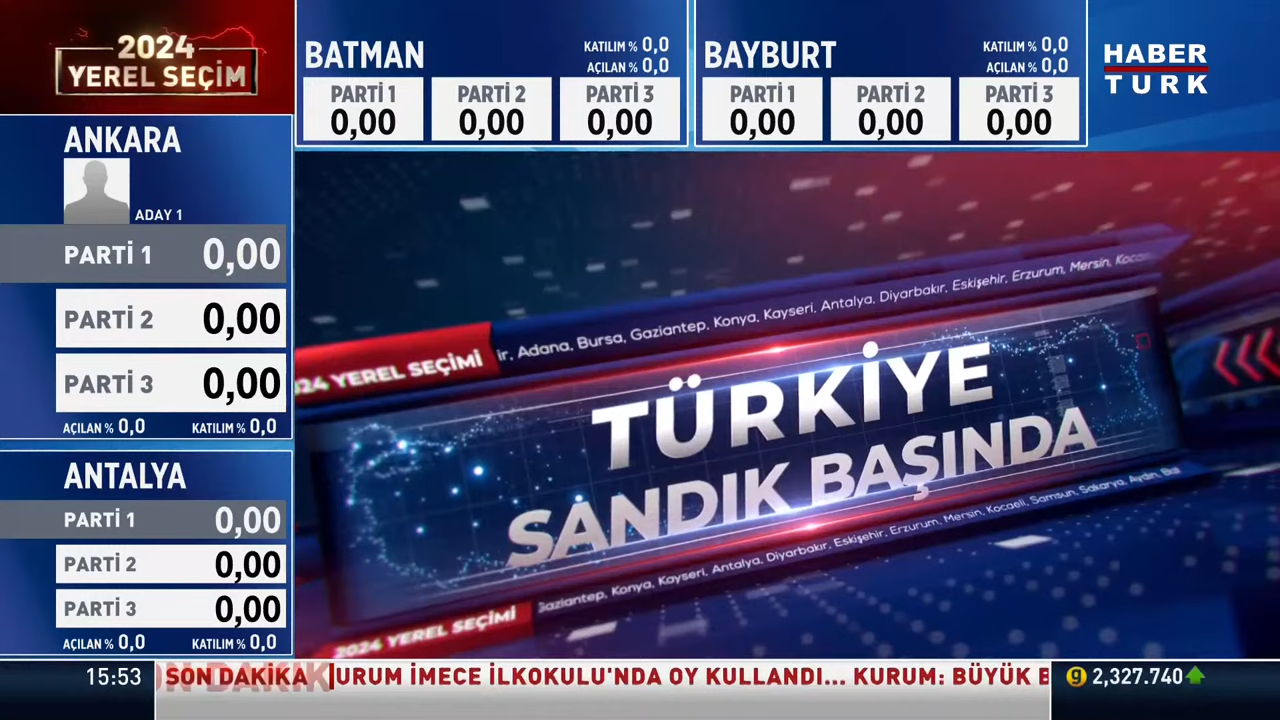 2024
YEREL SEÇİM
BATMAN
KATILIM % 0,0
AÇILAN % 0,0
PARTİ 1
PARTİ 2
PARTİ 3
0,00
0,00
0,00
BAYBURT
KATILIM % 0,0
AÇILAN % 0,0
PARTİ 1
PARTİ 2
PARTİ 3
0,00
0,00
0,00
HABER
TURK
ANKARA
ADAY 1
PARTİ 1 0,00
PARTİ 2 0,00
PARTİ 3 0,00
AÇILAN % 0,0 KATILIM % 0,0
ANTALYA
PARTİ 1 0,00
PARTİ 2 0,00
PARTİ 3 0,00
AÇILAN % 0,0 KATILIM % 0,0
24 YEREL SEÇİMİ
ir, Adana, Bursa, Gaziantep, Konya, Kayseri, Antalya, Diyarbakır, Eskişehir, Erzurum, Mersin, Koca
TÜRKİYE
SANDIK BAŞINDA
2024 YEREL SEÇİMİ
Gaziantep, Konya, Kayseri, Antalya, Diyarbakır, Eskişehir, Erzurum, Mersin, Kocaeli, Samsun, Sakarya, Aydın, Bal
15:53
SON DAKİKA
URUM İMECE İLKOKULU'NDA OY KULLANDI... KURUM: BÜYÜK B
2,327.740